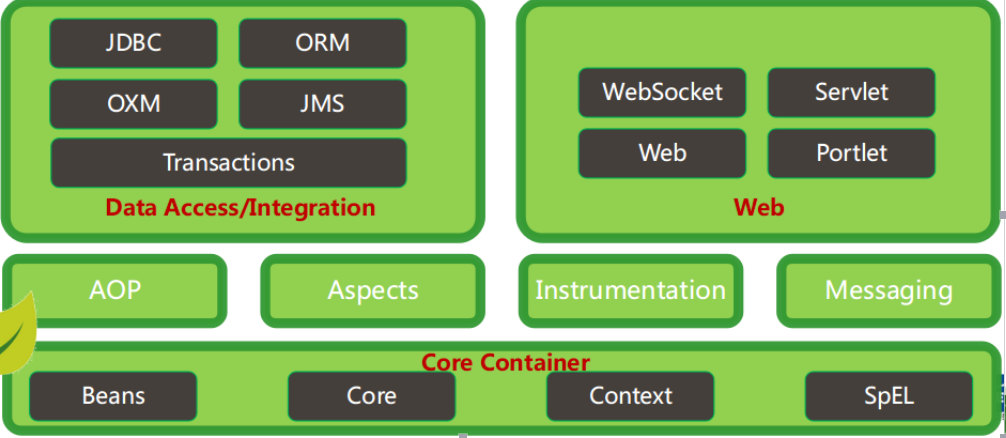 JDBC
ORM
OXM
JMS
Transactions
Data Access/Integration
WebSocket
Servlet
Web
Portlet
Web
AOP
Aspects
Instrumentation
Messaging
Core Container
Beans
Core
Context
SpEL